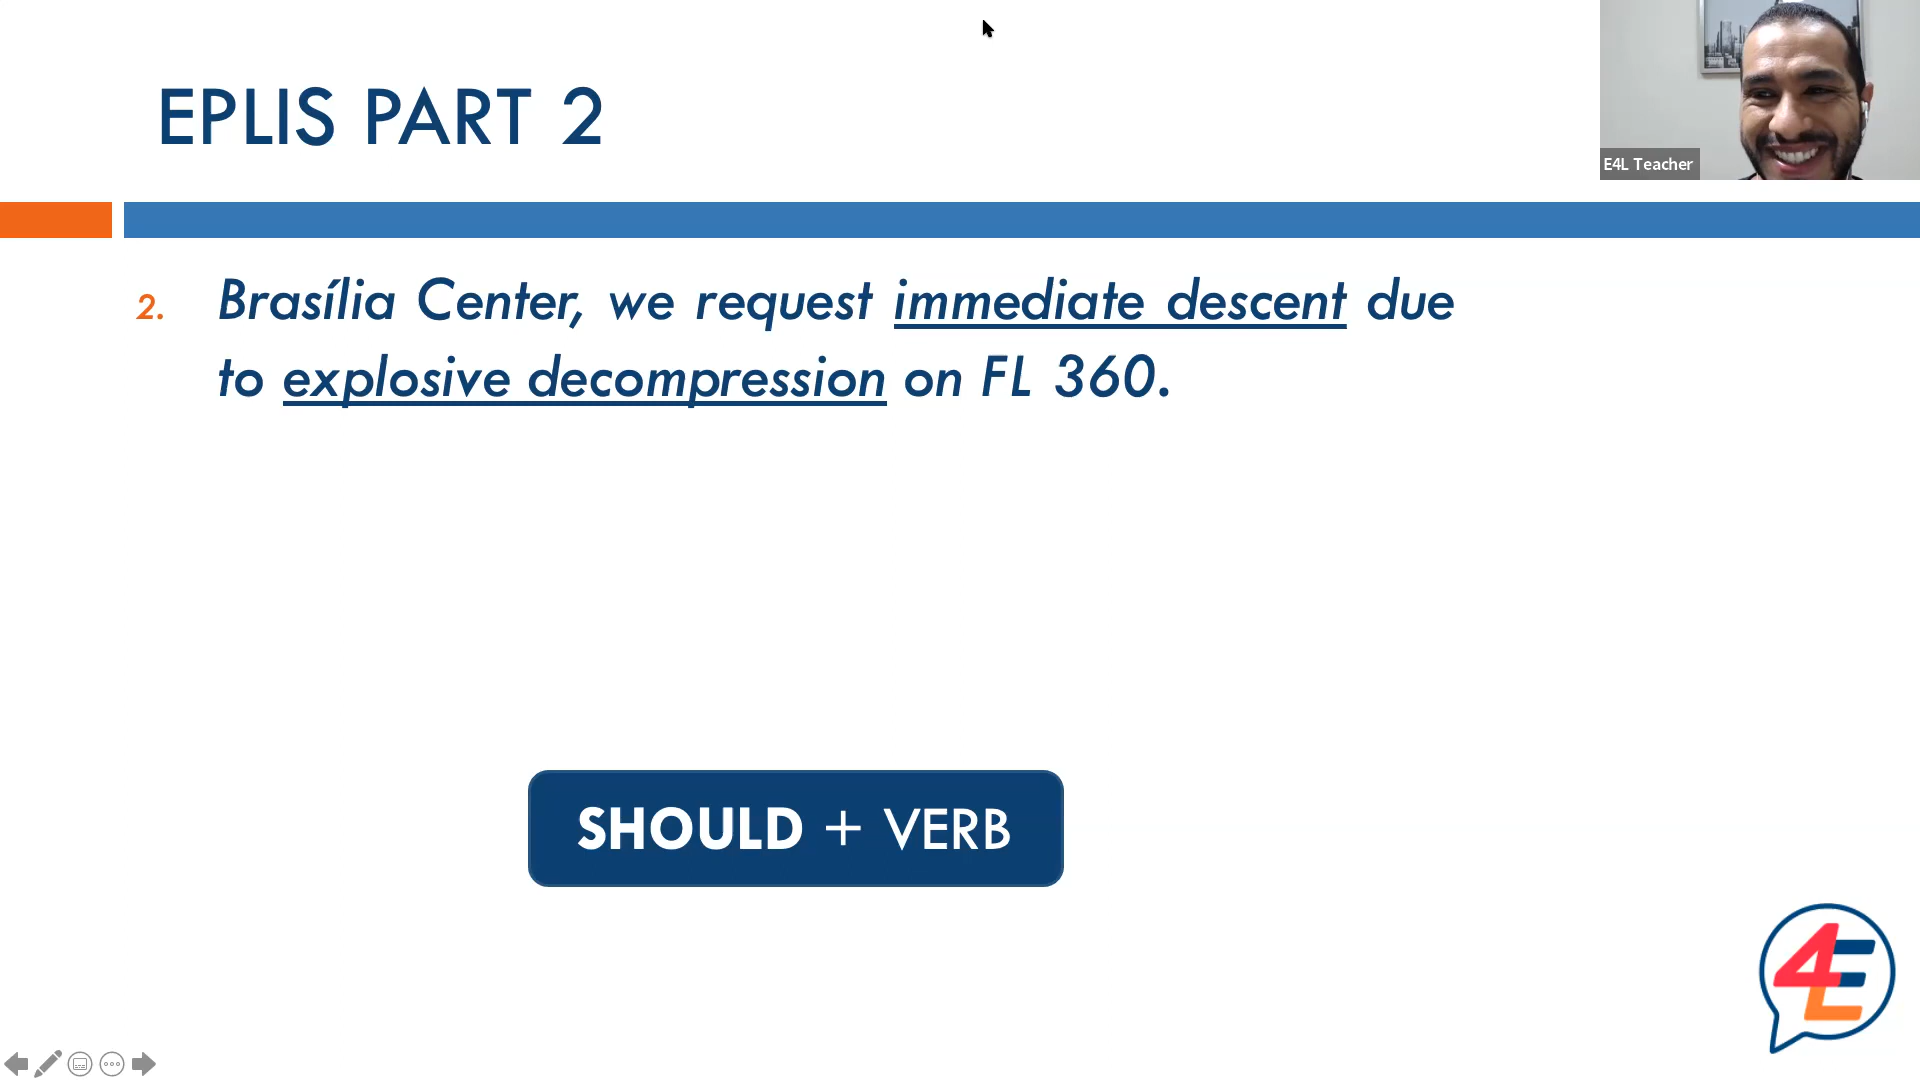 EPLIS PART 2
E4L Teacher
2. Brasília Center, we request immediate descent due
to explosive decompression on FL 360.
SHOULD + VERB
4E
L